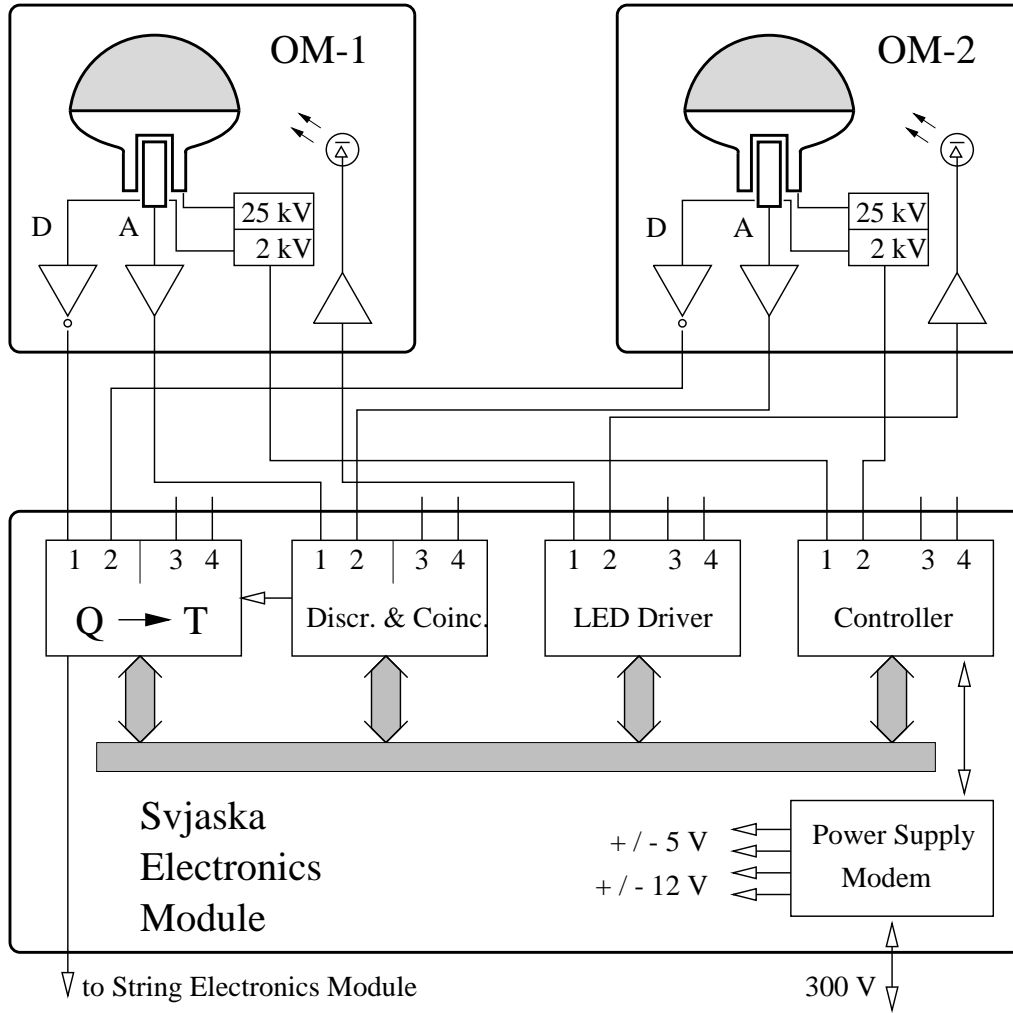 OM-1
OM-2
25 kV
2 kV
D
A
25 kV
2 kV
D
A
1 2 3 4
1 2 3 4
1 2 3 4
1 2 3 4
Q T
Discr. & Coinc.
LED Driver
Controller
Svjaska
Electronics
Module
+ / - 5 V
+ / - 12 V
Power Supply
Modem
to String Electronics Module
300 V